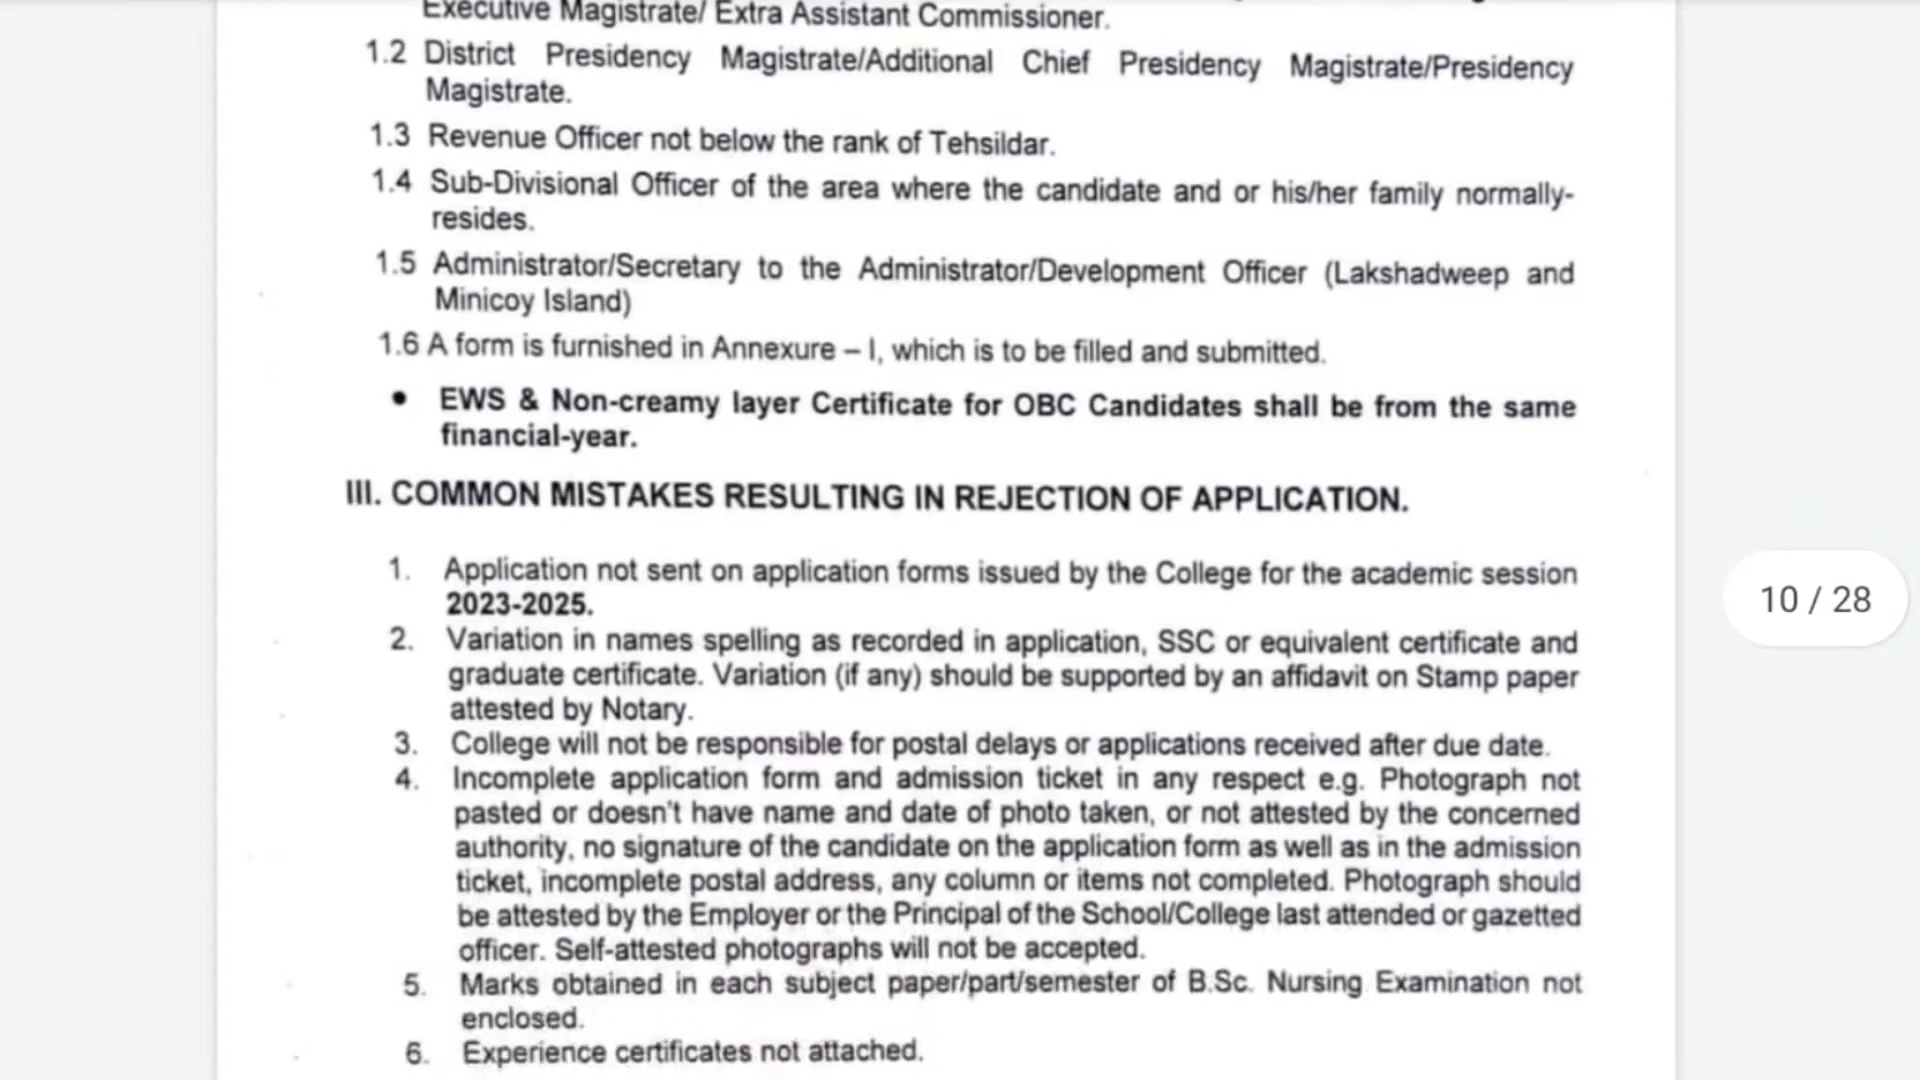 Executive Magistrate/ Extra Assistant Commissioner.
1.2 District Presidency Magistrate/Additional Chief Presidency Magistrate/Presidency
Magistrate.
1.3 Revenue Officer not below the rank of Tehsildar.
1.4 Sub-Divisional Officer of the area where the candidate and or his/her family normally-
resides.
1.5 Administrator/Secretary to the Administrator/Development Officer (Lakshadweep and
Minicoy Island)
1.6 A form is furnished in Annexure – I, which is to be filled and submitted.
• EWS & Non-creamy layer Certificate for OBC Candidates shall be from the same
financial-year.
III. COMMON MISTAKES RESULTING IN REJECTION OF APPLICATION.
1. Application not sent on application forms issued by the College for the academic session
2023-2025.
2. Variation in names spelling as recorded in application, SSC or equivalent certificate and
graduate certificate. Variation (if any) should be supported by an affidavit on Stamp paper
attested by Notary.
3. College will not be responsible for postal delays or applications received after due date.
4. Incomplete application form and admission ticket in any respect e.g. Photograph not
pasted or doesn't have name and date of photo taken, or not attested by the concerned
authority, no signature of the candidate on the application form as well as in the admission
ticket, incomplete postal address, any column or items not completed. Photograph should
be attested by the Employer or the Principal of the School/College last attended or gazetted
officer. Self-attested photographs will not be accepted.
5. Marks obtained in each subject paper/part/semester of B.Sc. Nursing Examination not
enclosed.
6. Experience certificates not attached.
10 / 28